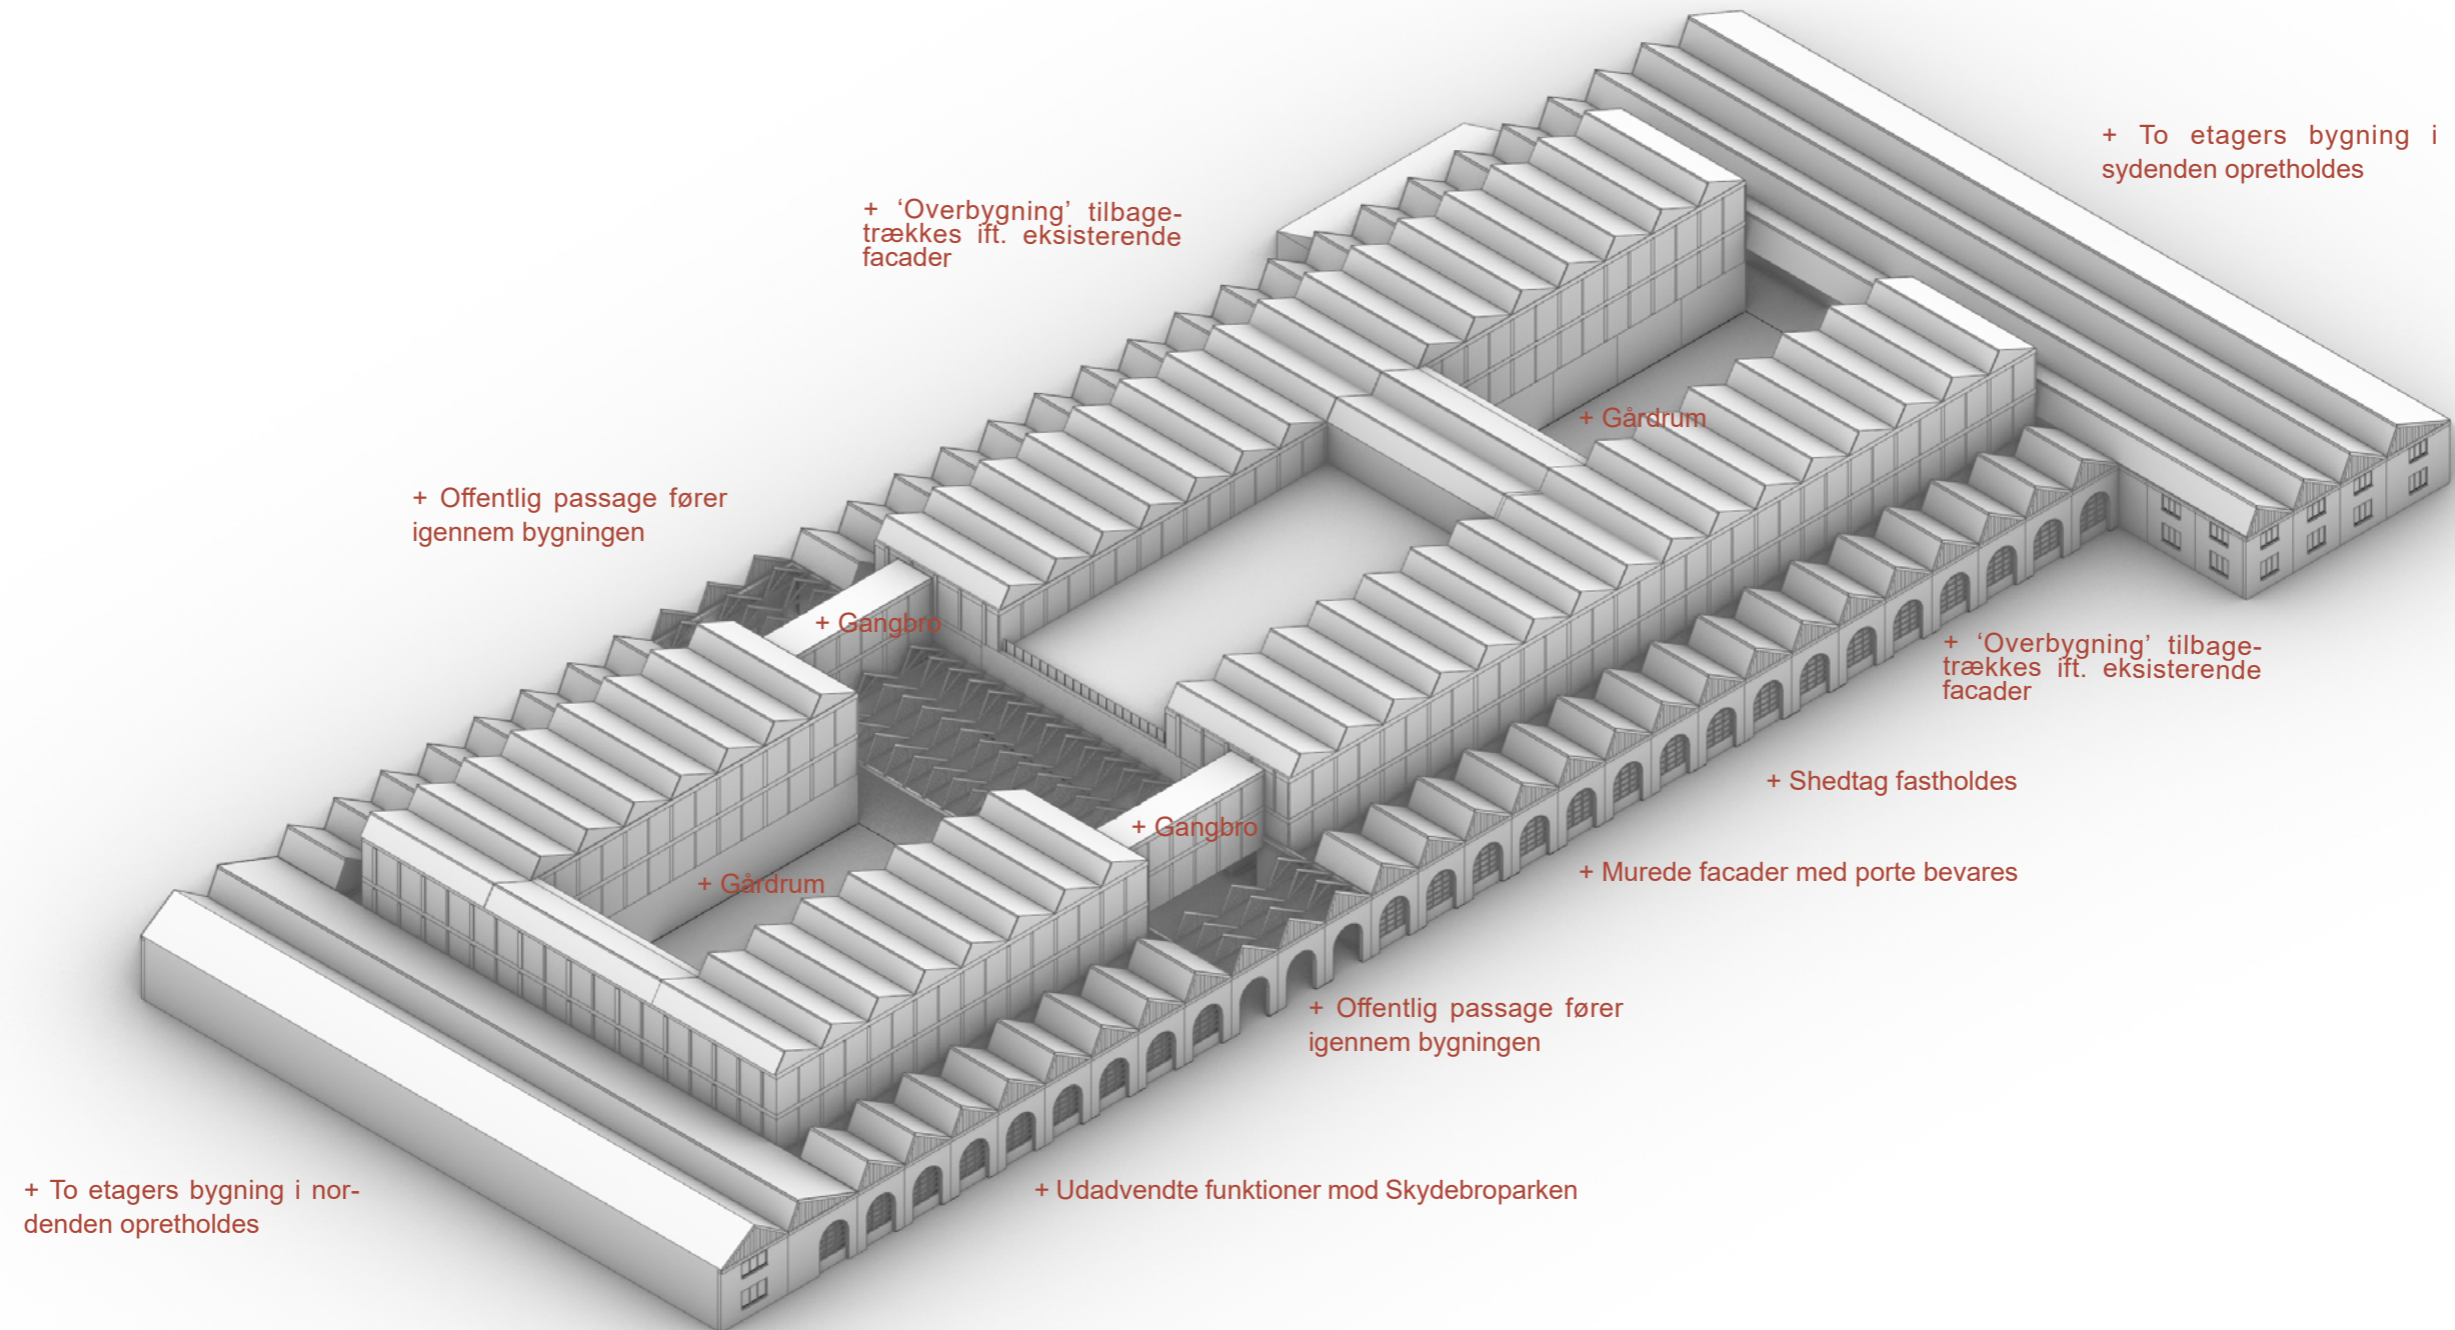 + To etagers bygning i
sydenden opretholdes
+ ‘Overbygning’ tilbage-
trækkes ift. eksisterende
facader
+ Gårdrum
+ Offentlig passage fører
igennem bygningen
+ Gangbro
+ ‘Overbygning’ tilbage-
trækkes ift. eksisterende
facader
+ Shedtag fastholdes
+ Gangbro
+ Murede facader med porte bevares
+ Gårdrum
+ Offentlig passage fører
igennem bygningen
+ To etagers bygning i nor-
denden opretholdes
+ Udadvendte funktioner mod Skydebroparken